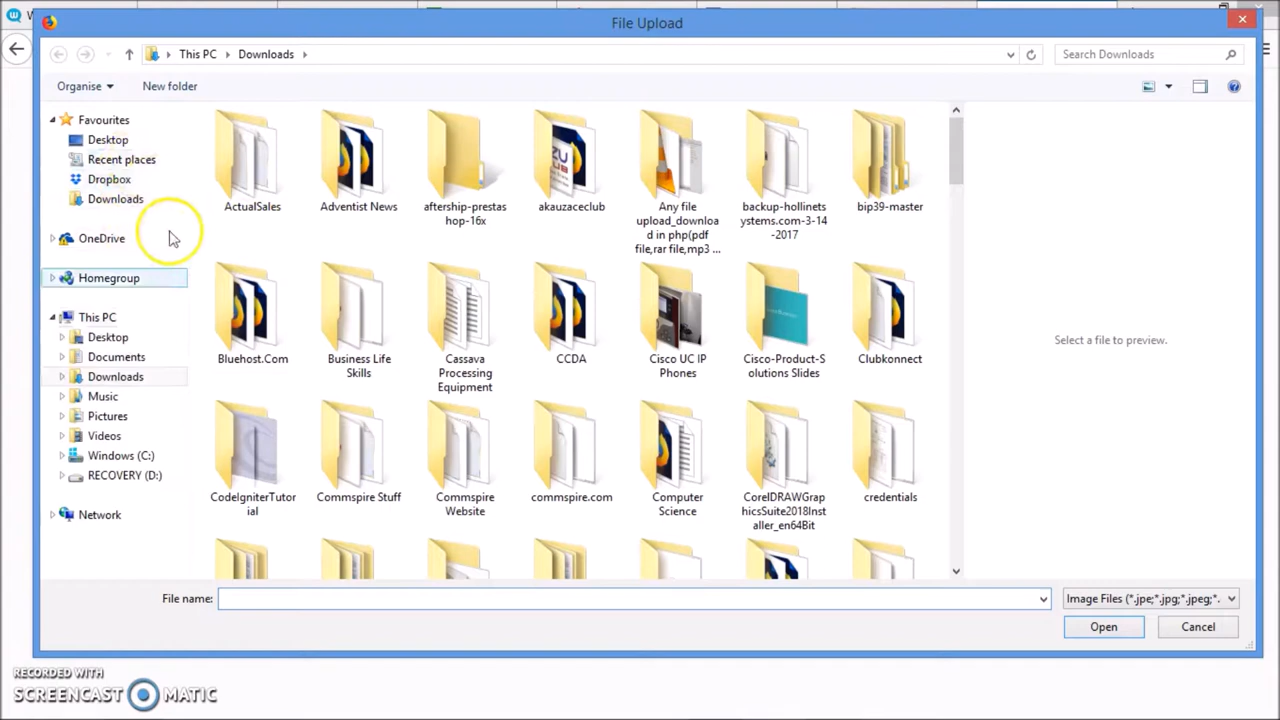 W
File Upload
This PC
Downloads
Search Downloads
Organise
New folder
Favourites
Desktop
Recent places
Dropbox
Downloads
OneDrive
Homegroup
This PC
Desktop
Documents
Downloads
Music
Pictures
Videos
Windows (C:)
RECOVERY (D:)
Network
ActualSales
Adventist News
aftership-prestas
hop-16x
akauzaceclub
Any file
upload_downloa
d in php(pdf
file,rar file,mp3 ...
backup-hollinets
systems.com-3-14
-2017
bip39-master
Bluehost.Com
Business Life
Skills
Cassava
Processing
Equipment
CCDA
Cisco UC IP
Phones
Cisco-Product-S
olutions Slides
Clubkonnect
CodeIgniterTutor
ial
Commspire Stuff
Commspire
Website
commspire.com
Computer
Science
CorelDRAWGra
phicsSuite2018Inst
aller_en64Bit
credentials
Select a file to preview.
File name:
Image Files (*.jpe;*.jpg;*.jpeg;*.
Open
Cancel
RECORDED WITH
SCREENCAST MATIC